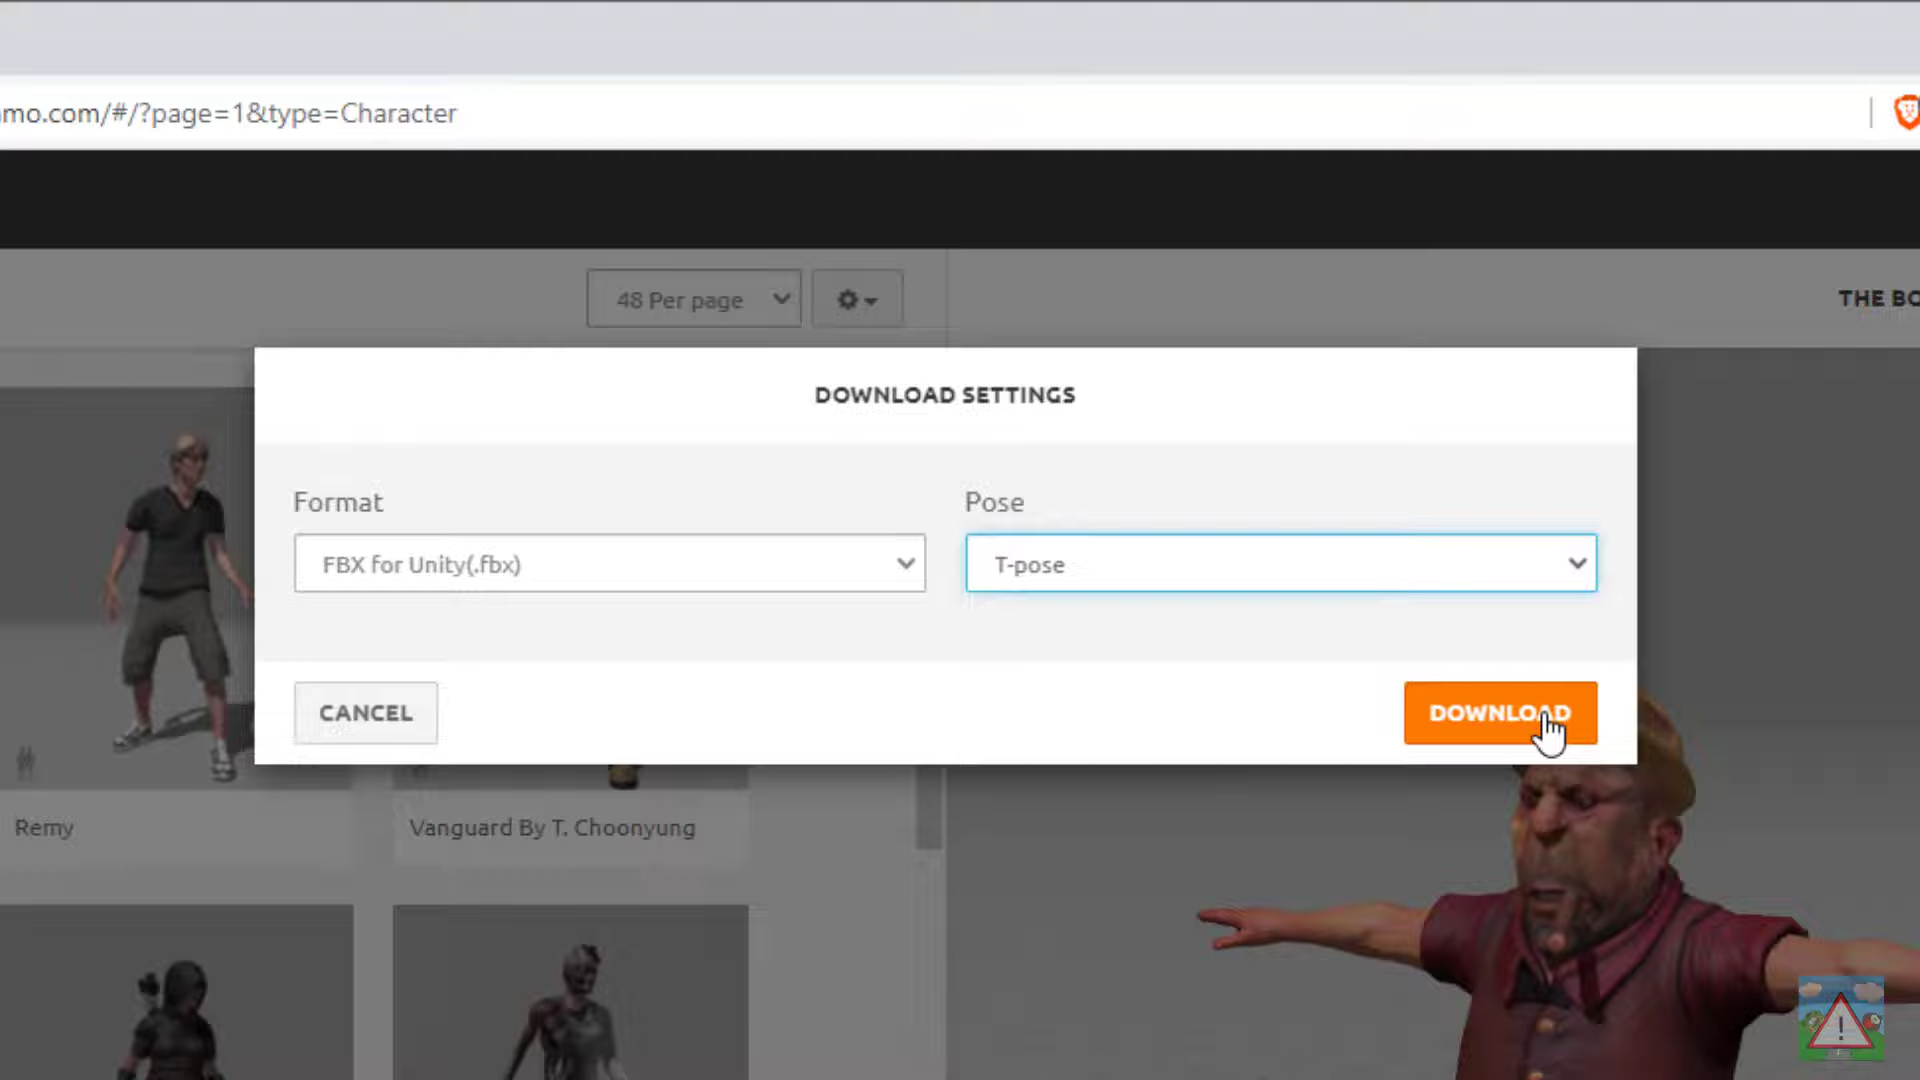 mo.com/#/?page=1&type=Character
48 Per page
THE BO
DOWNLOAD SETTINGS
Format
Pose
FBX for Unity(.fbx)
T-pose
CANCEL
DOWNLOAD
Remy
Vanguard By T. Choonyung
!